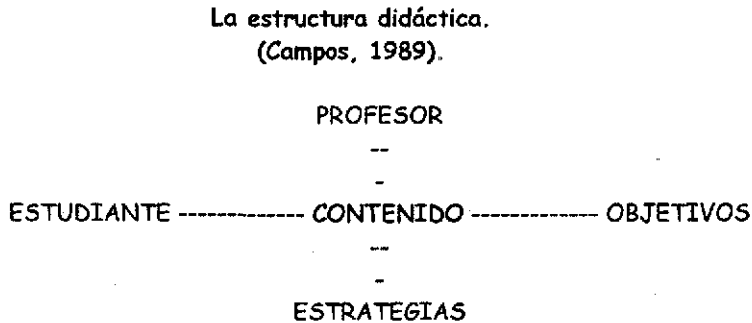 La estructura didáctica.
(Campos, 1989).
PROFESOR
--
-
ESTUDIANTE ------------- CONTENIDO ------------- OBJETIVOS
--
-
ESTRATEGIAS